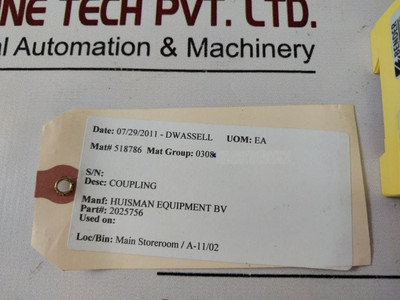 NE TECH PVT. LTD.
al Automation & Machinery
Date: 07/29/2011 - DWASSELL UOM: EA
Mat# 518786 Mat Group: 0308
S/N:
Desc: COUPLING
Manf: HUISMAN EQUIPMENT BV
Part#: 2025756
Used on:
Loc/Bin: Main Storeroom / A-11/02